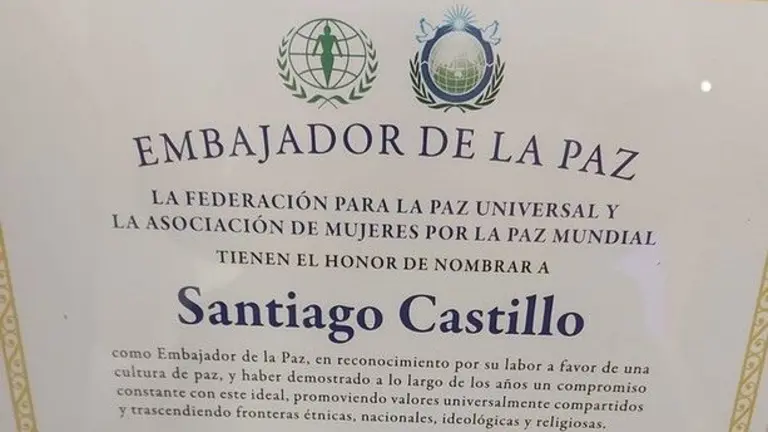 EMBAJADOR DE LA PAZ
LA FEDERACIÓN PARA LA PAZ UNIVERSAL Y
LA ASOCIACIÓN DE MUJERES POR LA PAZ MUNDIAL
TIENEN EL HONOR DE NOMBRAR A
Santiago Castillo
como Embajador de la Paz, en reconocimiento por su labor a favor de una
cultura de paz, y haber demostrado a lo largo de los años un compromiso
constante con este ideal, promoviendo valores universalmente compartidos
y trascendiendo fronteras étnicas, nacionales, ideológicas y religiosas.